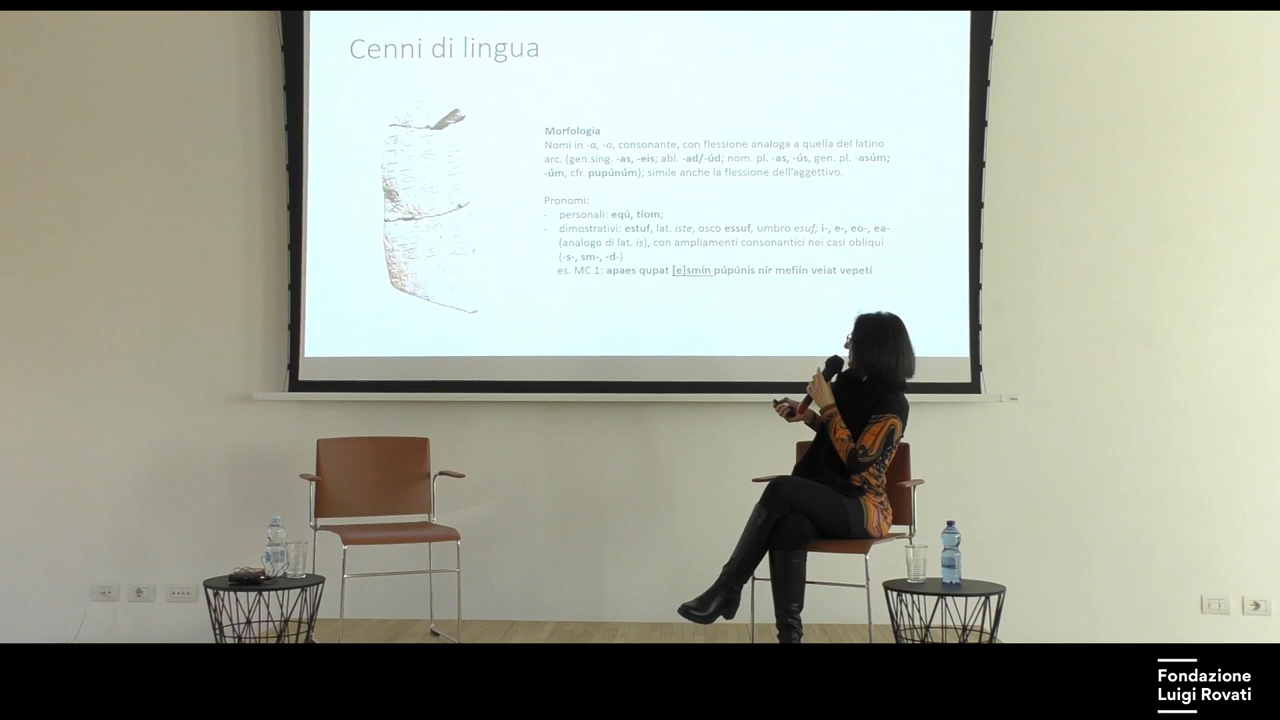 Cenni di lingua
Morfologia
Nomi in -a, -o, consonante, con flessione analoga a quella del latino
arc. (gen.sing. -as, -eis; abl. -ad/-úd; nom. pl. -as, -ús, gen. pl. -asúm;
-úm, cfr. pupúnúm); simile anche la flessione dell'aggettivo.
Pronomi:
- personali: eqú, tíom;
- dimostrativi: estuf, lat. iste, osco essuf, umbro esuf; i-, e-, eo-, ea-
(analogo di lat. is), con ampliamenti consonantici nei casi obliqui
(-s-, sm-, -d-)
es. MC 1: apaes qupat [e]smín púpúnis nír mefiín veiat vepetí
Fondazione
Luigi Rovati